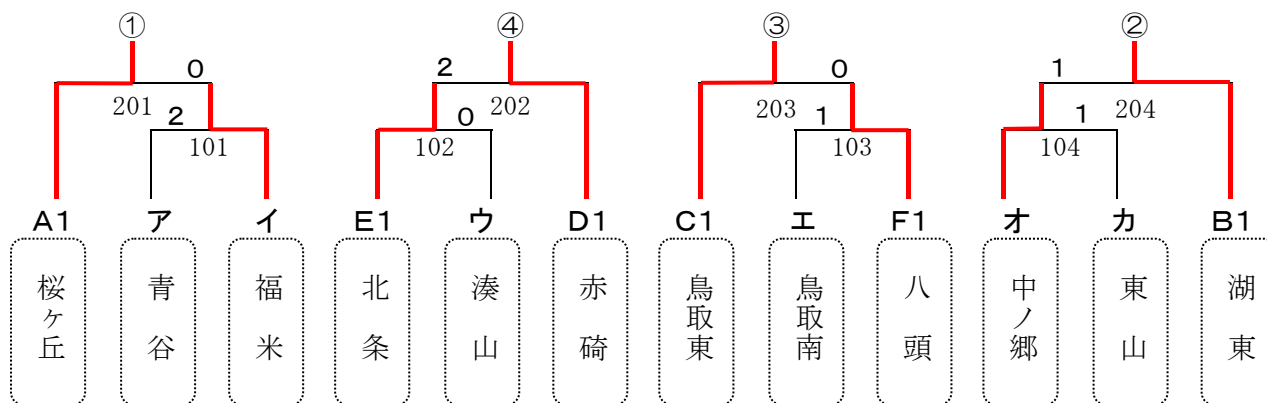 ① ④ ③ ②
0 2 0 1
201 202 203 204
2 0 1 1
101 102 103 104
A1 ア イ E1 ウ D1 C1 エ F1 オ カ B1
桜ヶ丘
青谷
福米
北条
湊山
赤碕
鳥取東
鳥取南
八頭
中ノ郷
東山
湖東